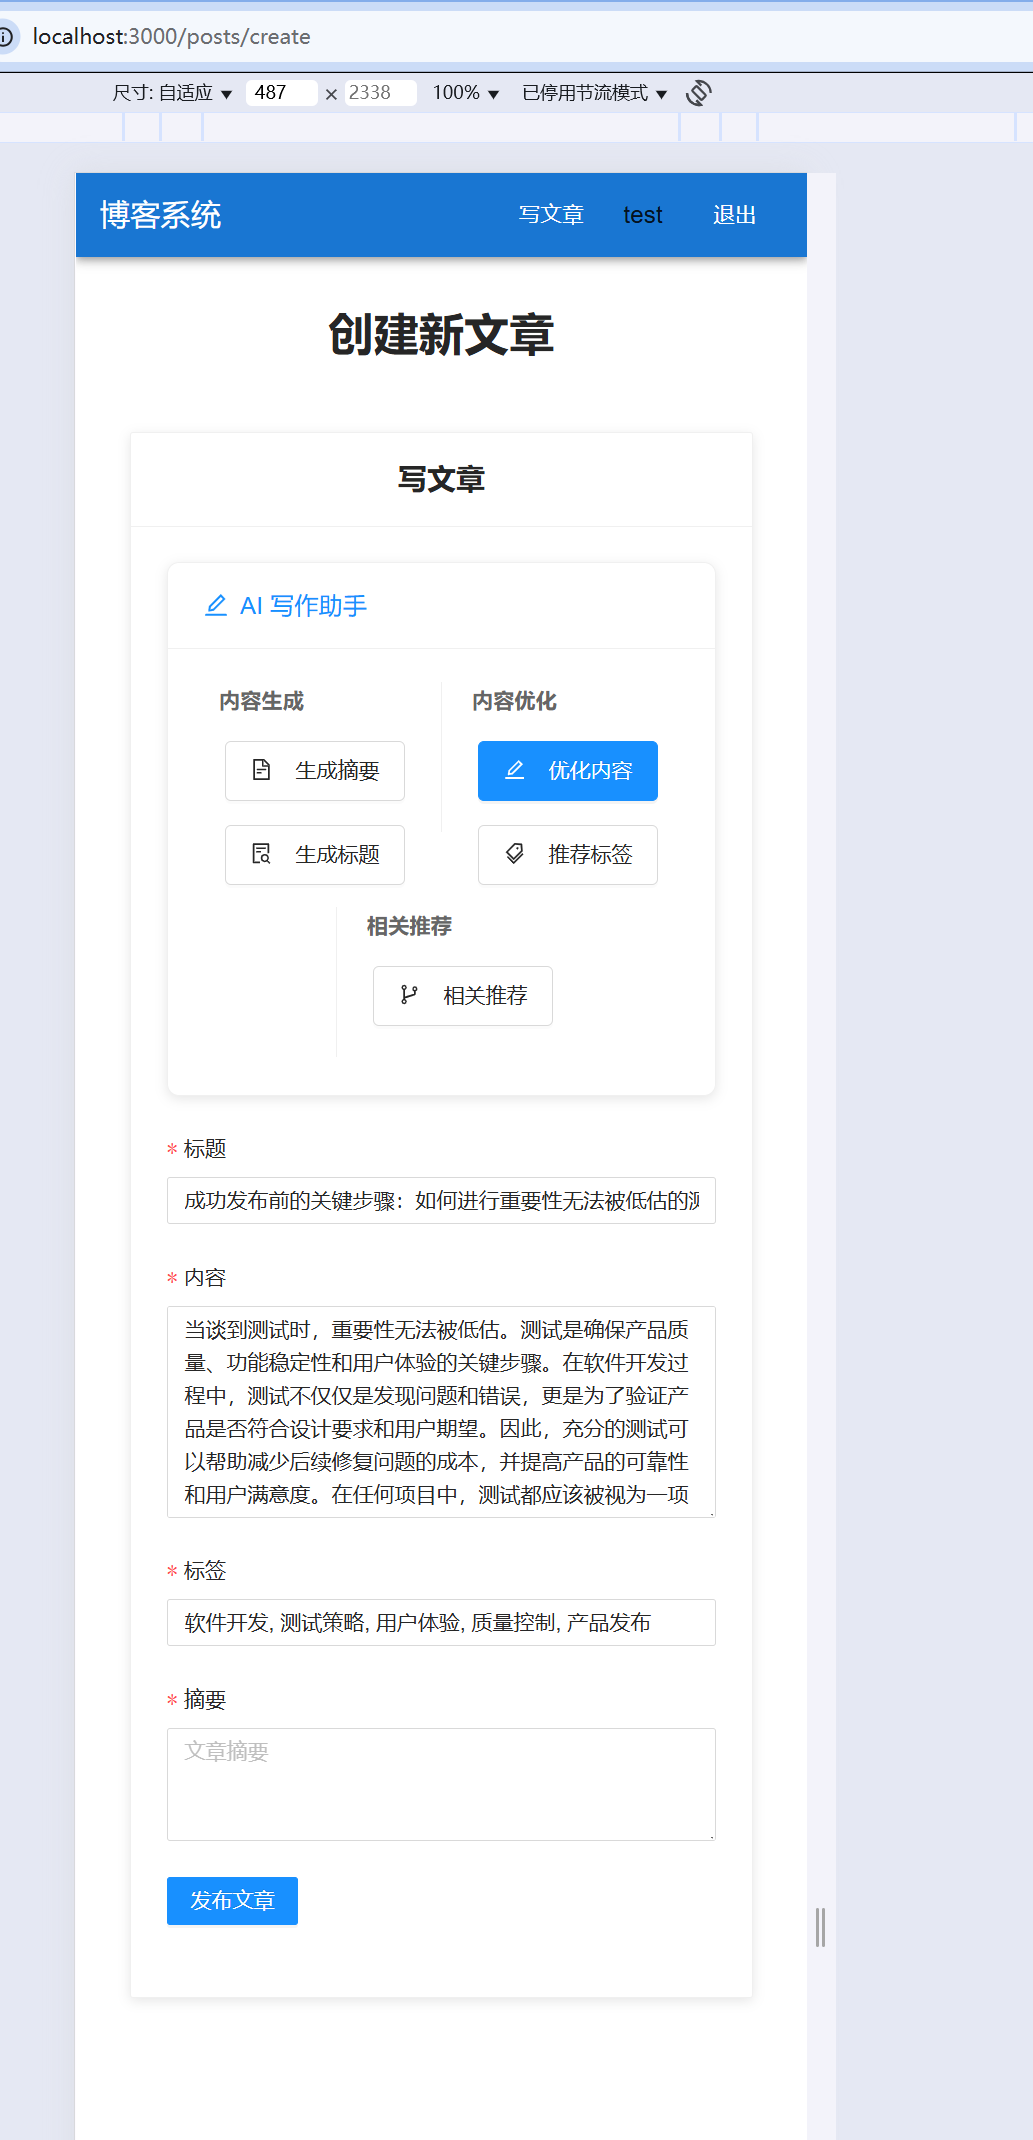 localhost:3000/posts/create
尺寸: 自适应 ▼ 487 × 2338 100% ▼ 已停用节流模式 ▼
博客系统 写文章 test 退出
创建新文章
写文章
AI 写作助手
内容生成 内容优化
生成摘要 优化内容
生成标题 推荐标签
相关推荐
相关推荐
* 标题
成功发布前的关键步骤：如何进行重要性无法被低估的
* 内容
当谈到测试时，重要性无法被低估。测试是确保产品质
量、功能稳定性和用户体验的关键步骤。在软件开发过
程中，测试不仅仅是发现问题和错误，更是为了验证产
品是否符合设计要求和用户期望。因此，充分的测试可
以帮助减少后续修复问题的成本，并提高产品的可靠性
和用户满意度。在任何项目中，测试都应该被视为一项
* 标签
软件开发, 测试策略, 用户体验, 质量控制, 产品发布
* 摘要
文章摘要
发布文章